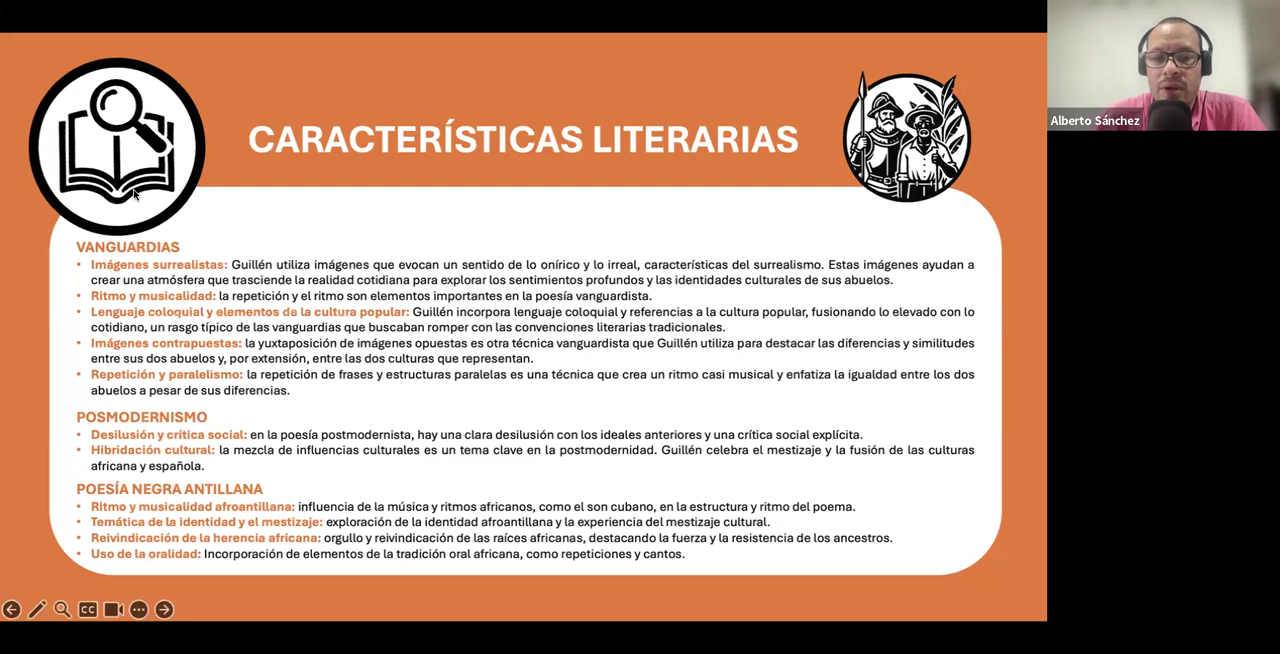 CARACTERÍSTICAS LITERARIAS
Alberto Sánchez
VANGUARDIAS
• Imágenes surrealistas: Guillén utiliza imágenes que evocan un sentido de lo onírico y lo irreal, características del surrealismo. Estas imágenes ayudan a
crear una atmósfera que trasciende la realidad cotidiana para explorar los sentimientos profundos y las identidades culturales de sus abuelos.
• Ritmo y musicalidad: la repetición y el ritmo son elementos importantes en la poesía vanguardista.
• Lenguaje coloquial y elementos de la cultura popular: Guillén incorpora lenguaje coloquial y referencias a la cultura popular, fusionando lo elevado con lo
cotidiano, un rasgo típico de las vanguardias que buscaban romper con las convenciones literarias tradicionales.
• Imágenes contrapuestas: la yuxtaposición de imágenes opuestas es otra técnica vanguardista que Guillén utiliza para destacar las diferencias y similitudes
entre sus dos abuelos y, por extensión, entre las dos culturas que representan.
• Repetición y paralelismo: la repetición de frases y estructuras paralelas es una técnica que crea un ritmo casi musical y enfatiza la igualdad entre los dos
abuelos a pesar de sus diferencias.
POSMODERNISMO
• Desilusión y crítica social: en la poesía postmodernista, hay una clara desilusión con los ideales anteriores y una crítica social explícita.
• Hibridación cultural: la mezcla de influencias culturales es un tema clave en la postmodernidad. Guillén celebra el mestizaje y la fusión de las culturas
africana y española.
POESÍA NEGRA ANTILLANA
• Ritmo y musicalidad afroantillana: influencia de la música y ritmos africanos, como el son cubano, en la estructura y ritmo del poema.
• Temática de la identidad y el mestizaje: exploración de la identidad afroantillana y la experiencia del mestizaje cultural.
• Reivindicación de la herencia africana: orgullo y reivindicación de las raíces africanas, destacando la fuerza y la resistencia de los ancestros.
• Uso de la oralidad: Incorporación de elementos de la tradición oral africana, como repeticiones y cantos.
CC